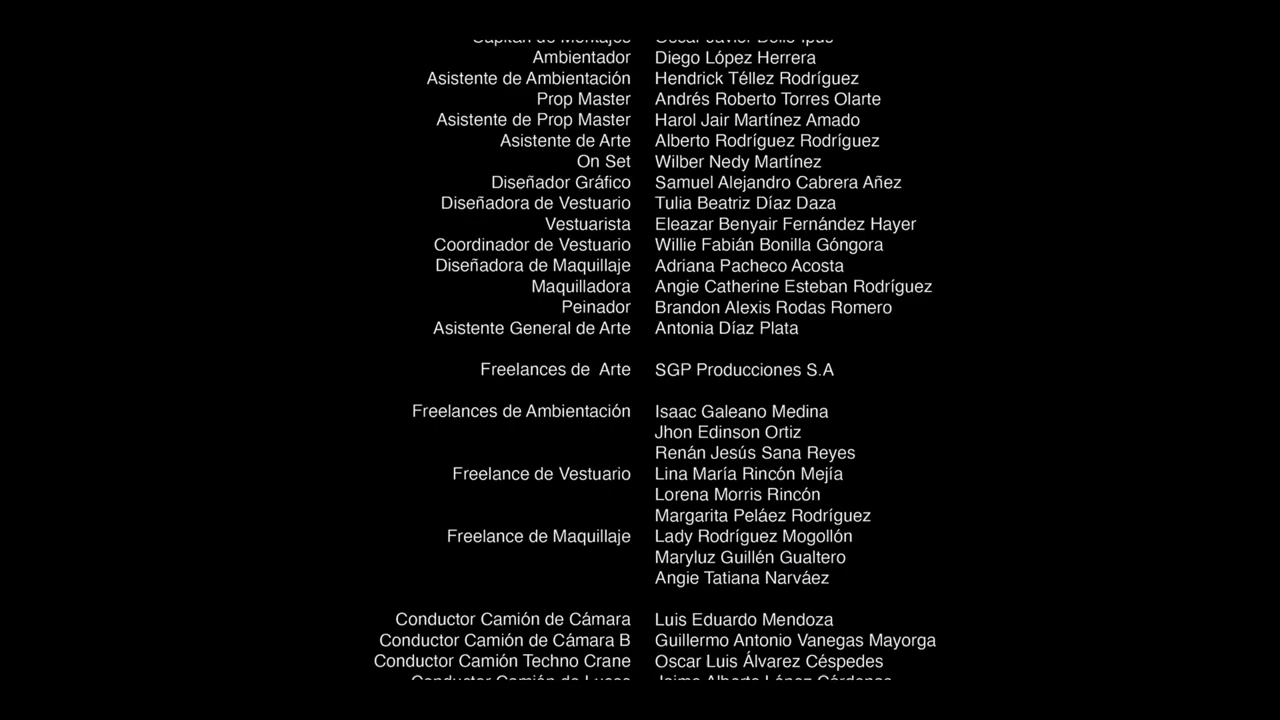 Ambientador Diego López Herrera
Asistente de Ambientación Hendrick Téllez Rodríguez
Prop Master Andrés Roberto Torres Olarte
Asistente de Prop Master Harol Jair Martínez Amado
Asistente de Arte Alberto Rodríguez Rodríguez
On Set Wilber Nedy Martínez
Diseñador Gráfico Samuel Alejandro Cabrera Añez
Diseñadora de Vestuario Tulia Beatriz Díaz Daza
Vestuarista Eleazar Benyair Fernández Hayer
Coordinador de Vestuario Willie Fabián Bonilla Góngora
Diseñadora de Maquillaje Adriana Pacheco Acosta
Maquilladora Angie Catherine Esteban Rodríguez
Peinador Brandon Alexis Rodas Romero
Asistente General de Arte Antonia Díaz Plata
Freelances de  Arte SGP Producciones S.A
Freelances de Ambientación Isaac Galeano Medina
Jhon Edinson Ortiz
Renán Jesús Sana Reyes
Freelance de Vestuario Lina María Rincón Mejía
Lorena Morris Rincón
Margarita Peláez Rodríguez
Freelance de Maquillaje Lady Rodríguez Mogollón
Maryluz Guillén Gualtero
Angie Tatiana Narváez
Conductor Camión de Cámara Luis Eduardo Mendoza
Conductor Camión de Cámara B Guillermo Antonio Vanegas Mayorga
Conductor Camión Techno Crane Oscar Luis Álvarez Céspedes